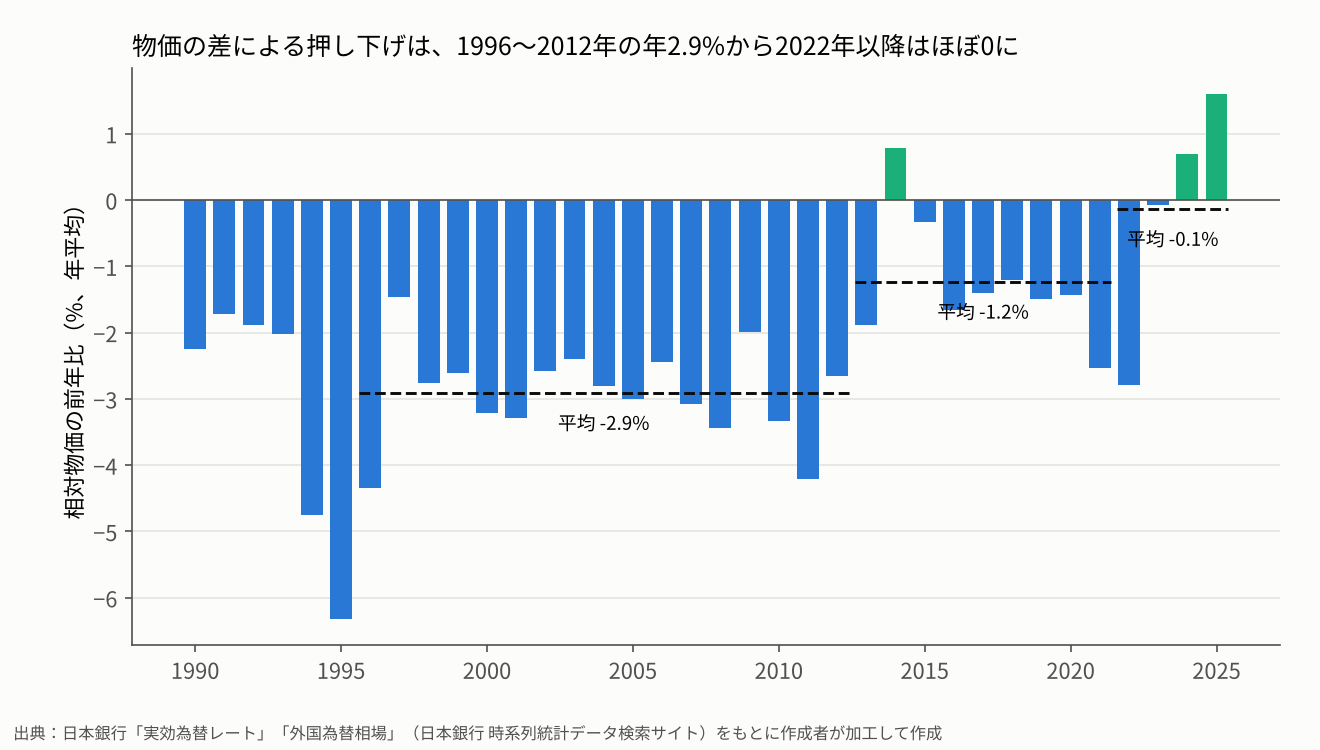 物価の差による押し下げは、1996〜2012年の年2.9%から2022年以降はほぼ0に
相対物価の前年比（%、年平均）
1
0
−1
−2
−3
−4
−5
−6
平均 -2.9%
平均 -1.2%
平均 -0.1%
1990 1995 2000 2005 2010 2015 2020 2025
出典：日本銀行「実効為替レート」「外国為替相場」（日本銀行 時系列統計データ検索サイト）をもとに作成者が加工して作成